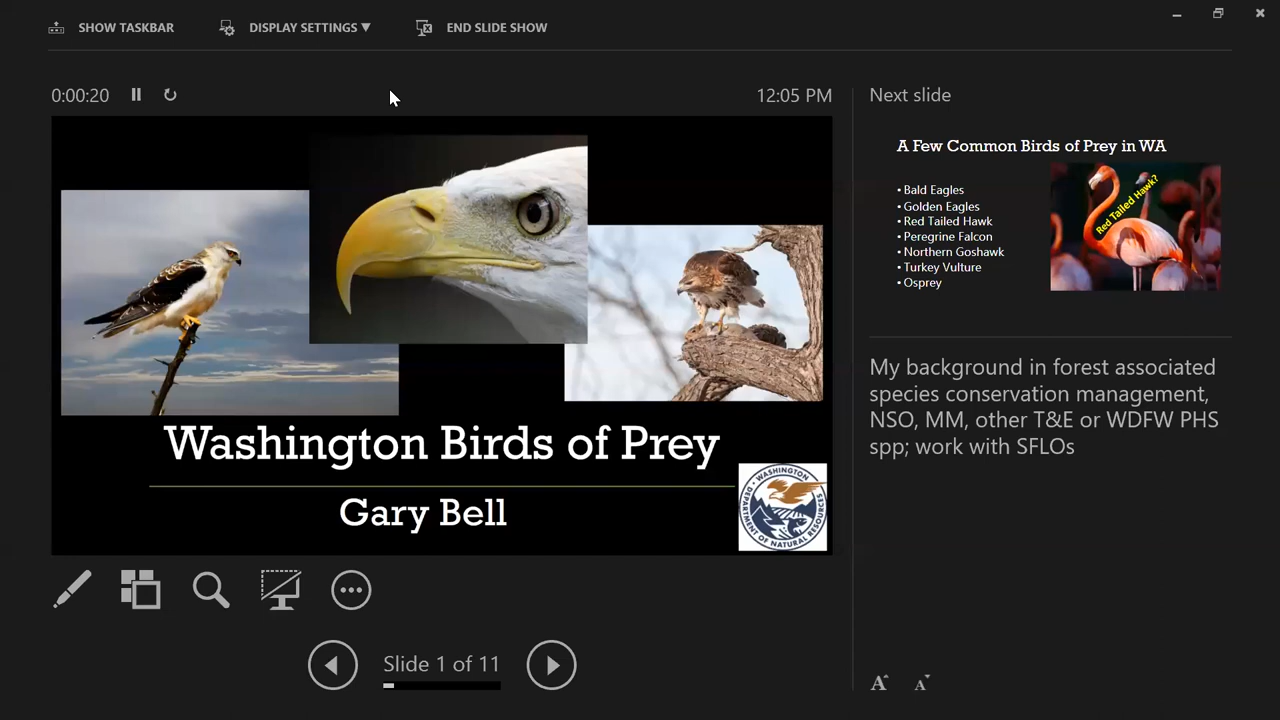 SHOW TASKBAR
DISPLAY SETTINGS ▼
END SLIDE SHOW
0:00:20
12:05 PM
Next slide
Washington Birds of Prey
Gary Bell
WASHINGTON
DEPARTMENT OF NATURAL RESOURCES
A Few Common Birds of Prey in WA
• Bald Eagles
• Golden Eagles
• Red Tailed Hawk
• Peregrine Falcon
• Northern Goshawk
• Turkey Vulture
• Osprey
Red Tailed Hawk?
My background in forest associated
species conservation management,
NSO, MM, other T&E or WDFW PHS
spp; work with SFLOs
Slide 1 of 11
A A